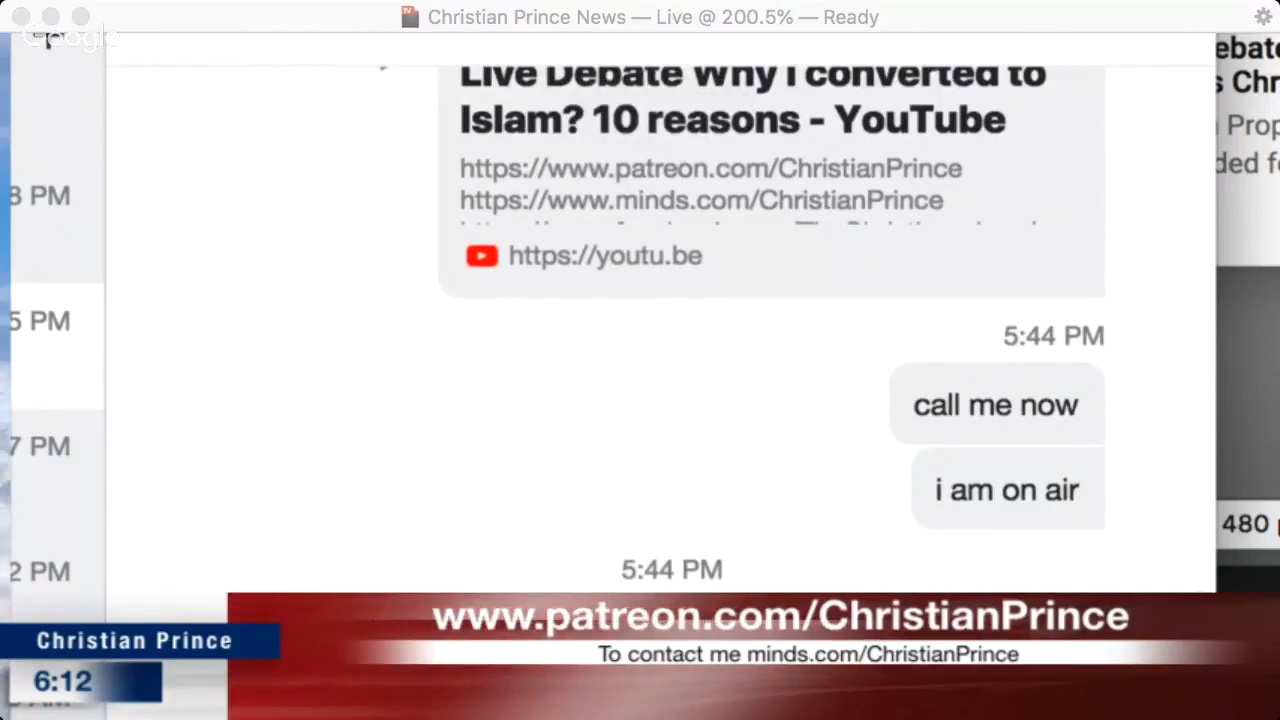 Christian Prince News — Live @ 200.5% — Ready
Google
Live Debate Why I converted to
Islam? 10 reasons - YouTube
https://www.patreon.com/ChristianPrince
https://www.minds.com/ChristianPrince
https://youtu.be
8 PM
5 PM
7 PM
2 PM
5:44 PM
call me now
i am on air
5:44 PM
480
www.patreon.com/ChristianPrince
To contact me minds.com/ChristianPrince
Christian Prince
6:12